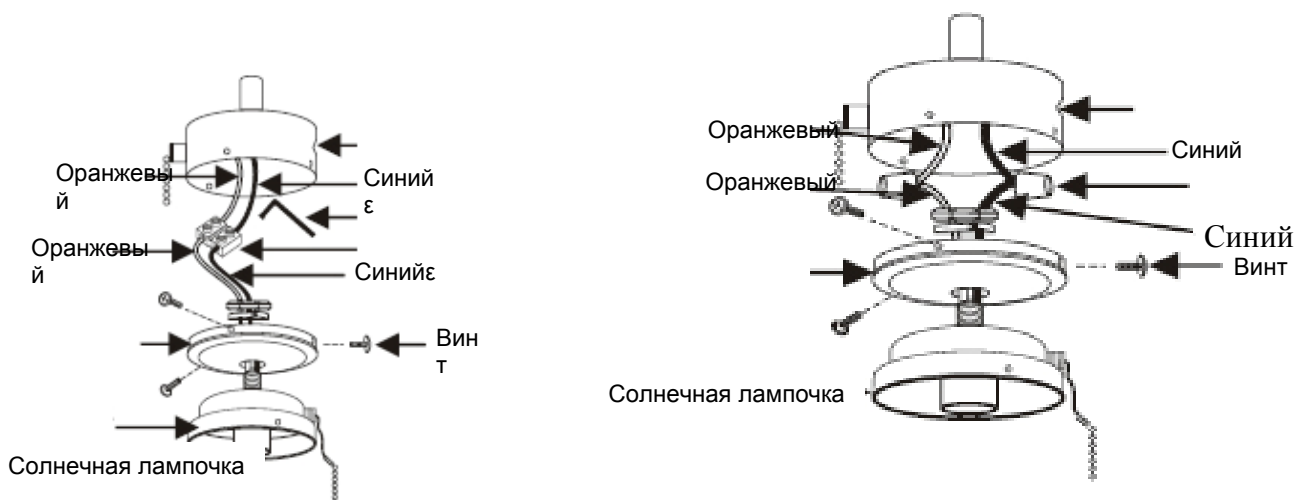 Оранжевы
й
Синий
ε
Оранжевы
й
Синийε
Вин
т
Солнечная лампочка
Оранжевый
Синий
Оранжевый
Синий
Винт
Солнечная лампочка